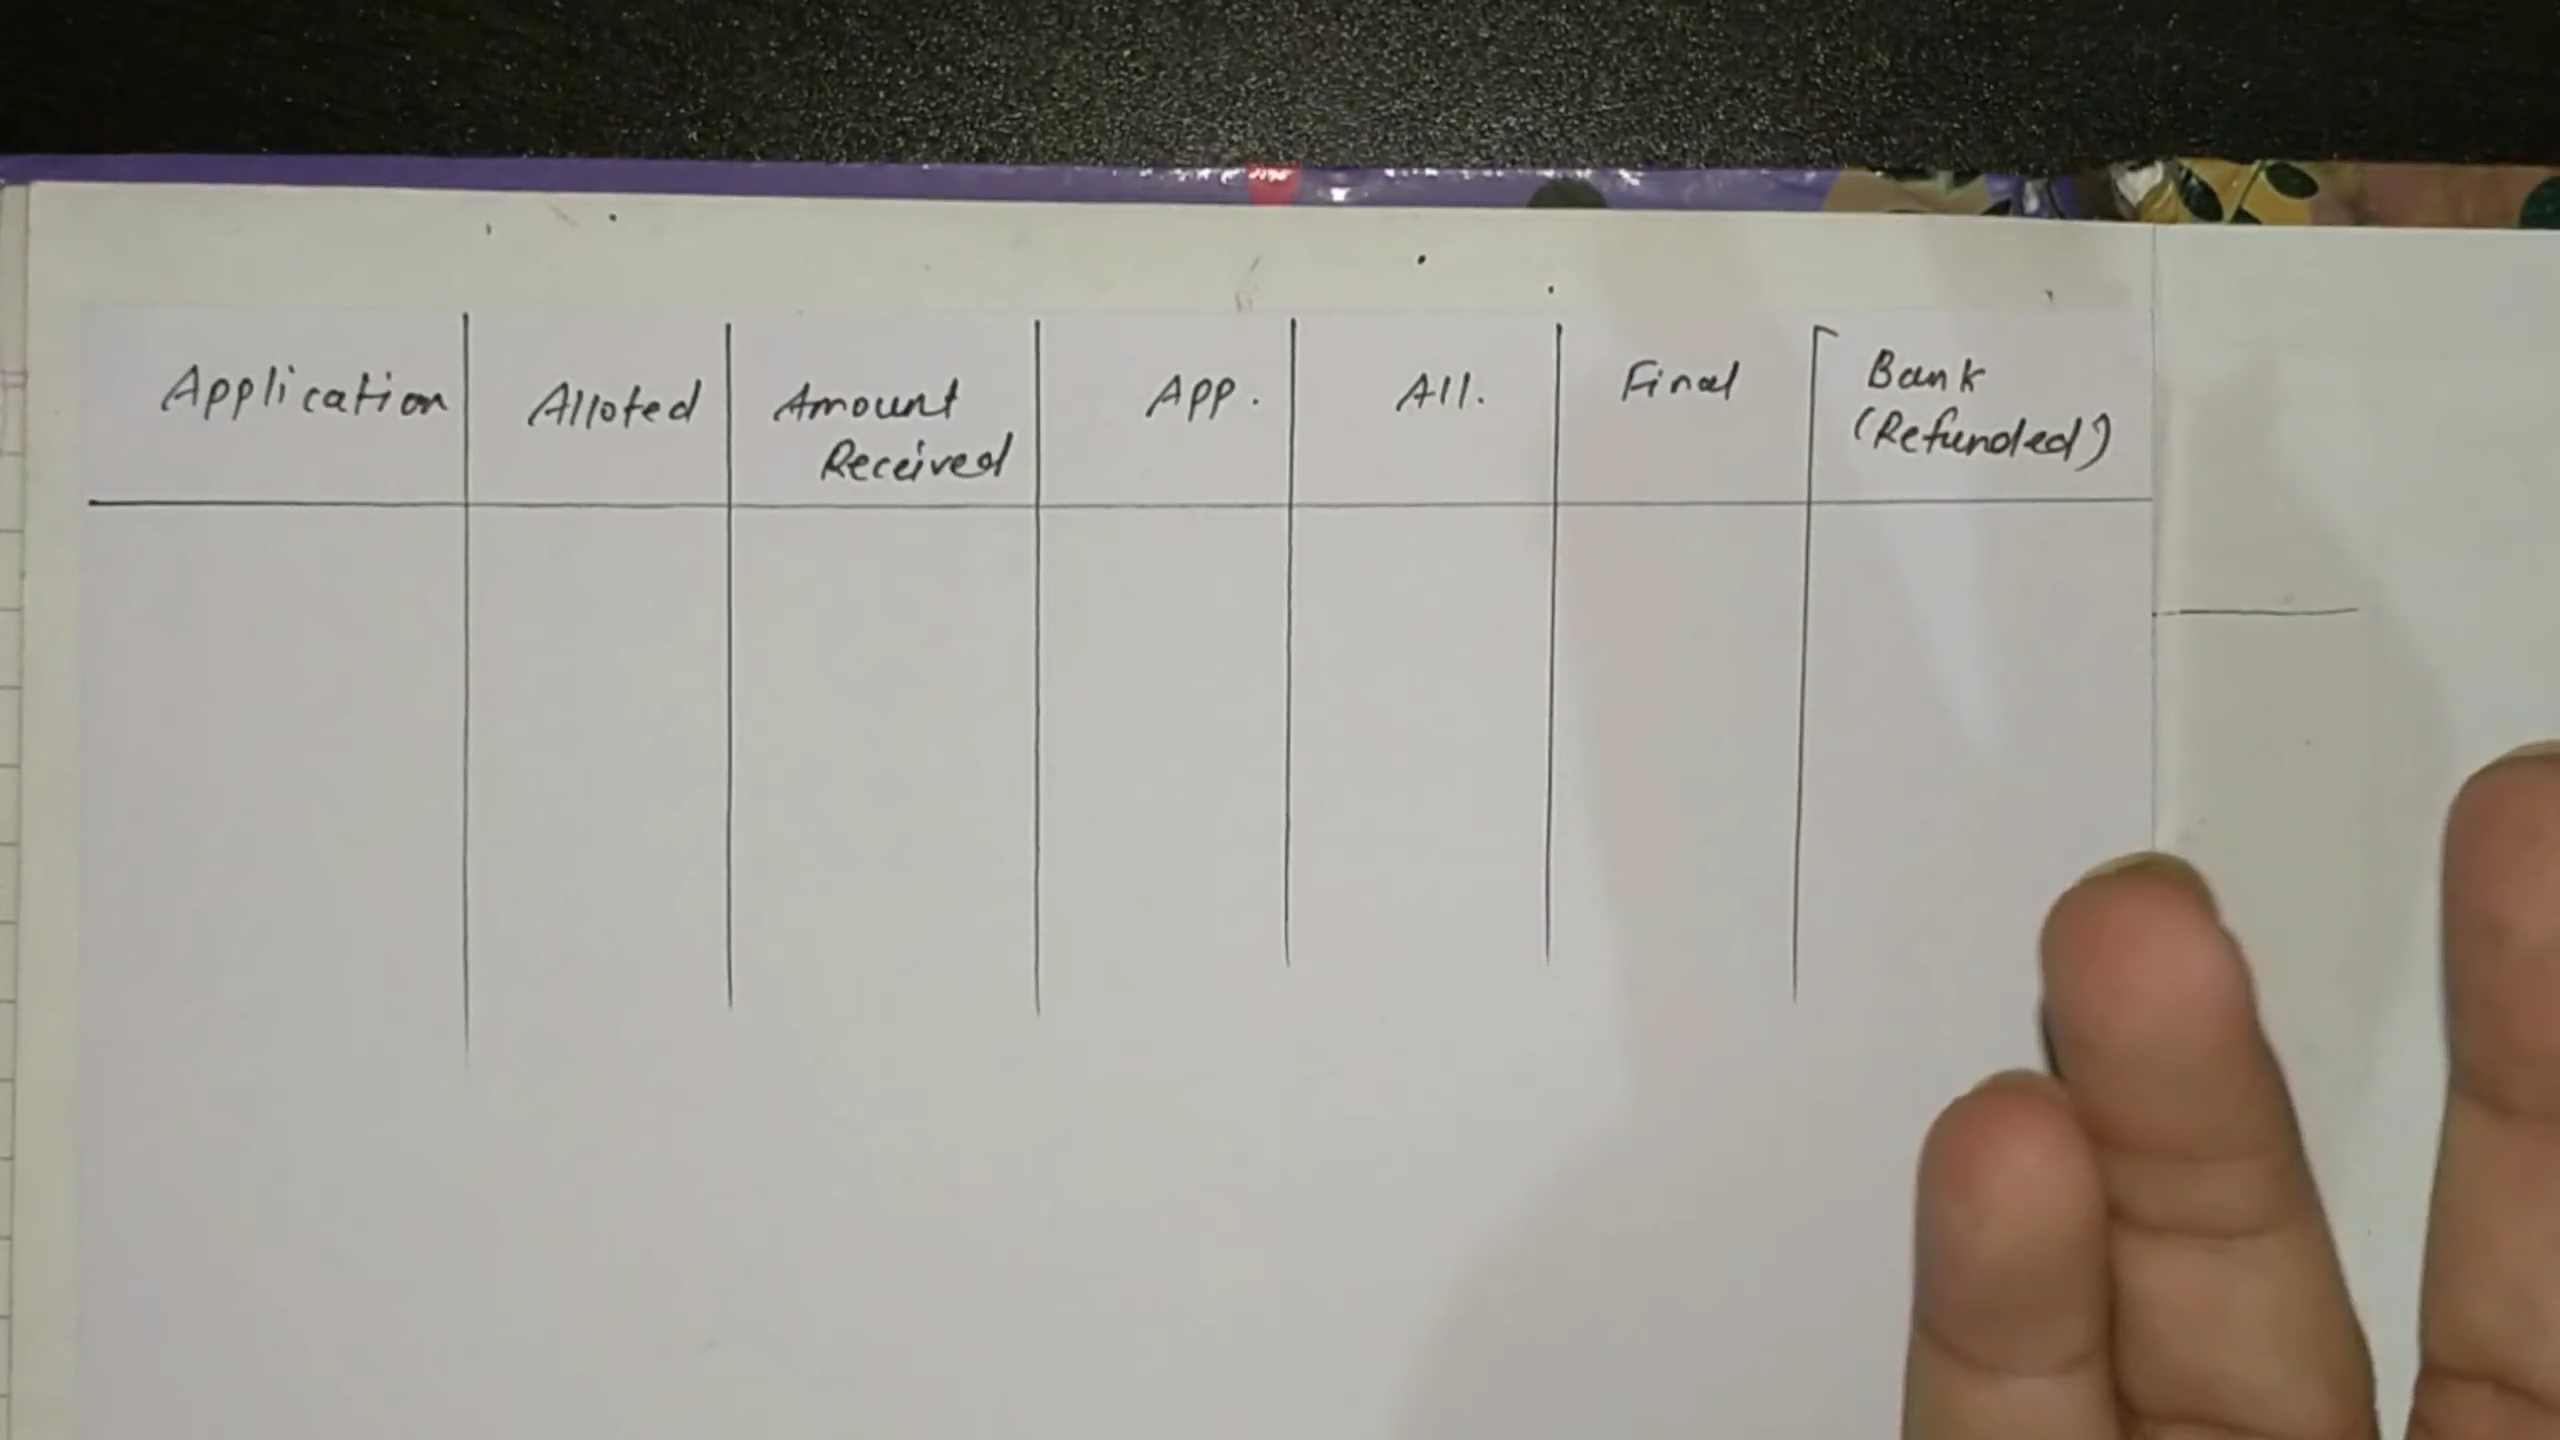 Application
Alloted
Amount
Received
App.
All.
Final
Bank
(Refunded)